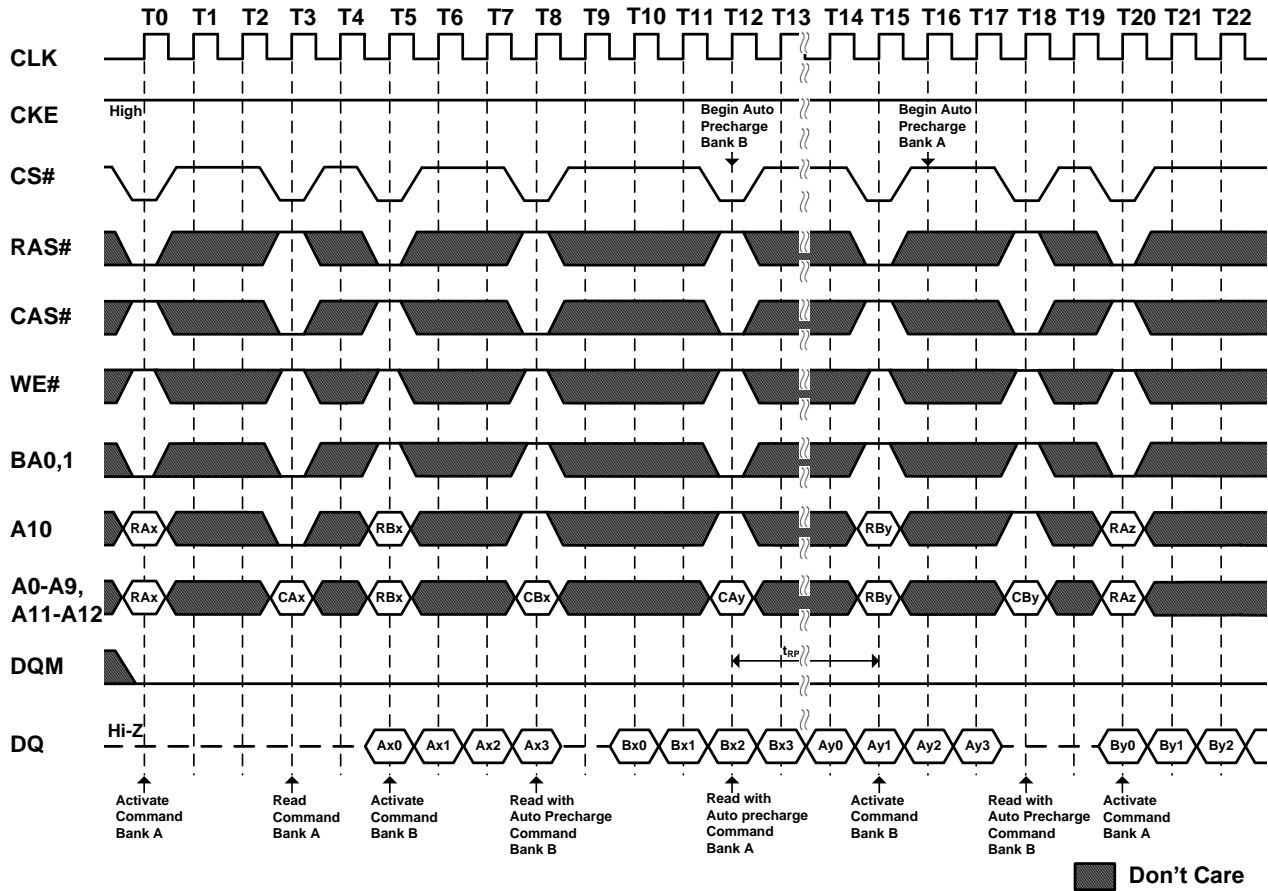 T0 T1 T2 T3 T4 T5 T6 T7 T8 T9 T10 T11 T12 T13 T14 T15 T16 T17 T18 T19 T20 T21 T22
CLK
CKE
High
Begin Auto
Precharge
Bank B
Begin Auto
Precharge
Bank A
CS#
RAS#
CAS#
WE#
BA0,1
A10
RAx RBx RBy RAz
A0-A9,
A11-A12
RAx CAx RBx CBx CAy RBy CBy RAz
DQM
tRP
DQ
Hi-Z
Ax0 Ax1 Ax2 Ax3 Bx0 Bx1 Bx2 Bx3 Ay0 Ay1 Ay2 Ay3 By0 By1 By2
Activate
Command
Bank A
Read
Command
Bank A
Activate
Command
Bank B
Read with
Auto Precharge
Command
Bank B
Read with
Auto precharge
Command
Bank A
Activate
Command
Bank B
Read with
Auto Precharge
Command
Bank B
Activate
Command
Bank A
Don't Care